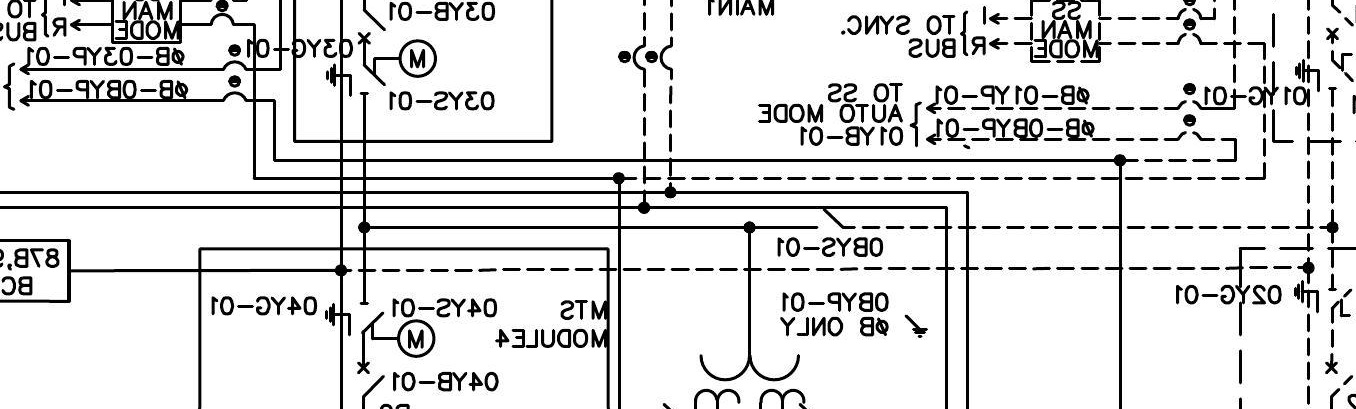 TO
BUS
R
MAN
MODE
ØB-03YP-01
ØB-0BYP-01
03YG-01
03YB-01
M
03YS-01
MAIN1
TO SYNC.
BUS
R
SS
MAN
MODE
TO SS
AUTO MODE
01YB-01
ØB-01YP-01
ØB-0BYP-01
01YG-01
0BYS-01
87B,
BC
04YG-01
04YS-01
M
04YB-01
MTS
MODULE4
0BYP-01
ØB ONLY
02YG-01